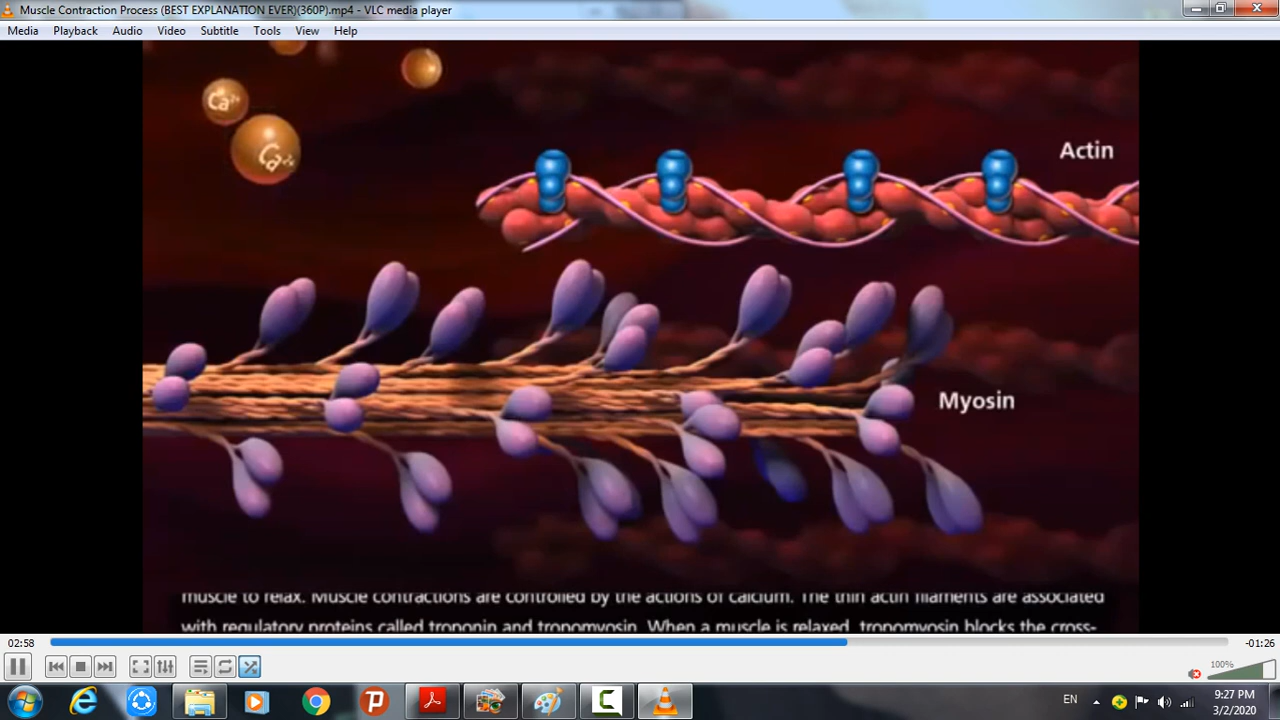 Muscle Contraction Process (BEST EXPLANATION EVER)(360P).mp4 - VLC media player
Media Playback Audio Video Subtitle Tools View Help
Ca2+
Ca2+
Actin
Myosin
muscle to relax. Muscle contractions are controlled by the actions of calcium. The thin actin filaments are associated
with regulatory proteins called troponin and tropomyosin. When a muscle is relaxed, tropomyosin blocks the cross-
02:58 -01:26
100%
EN 9:27 PM
3/2/2020